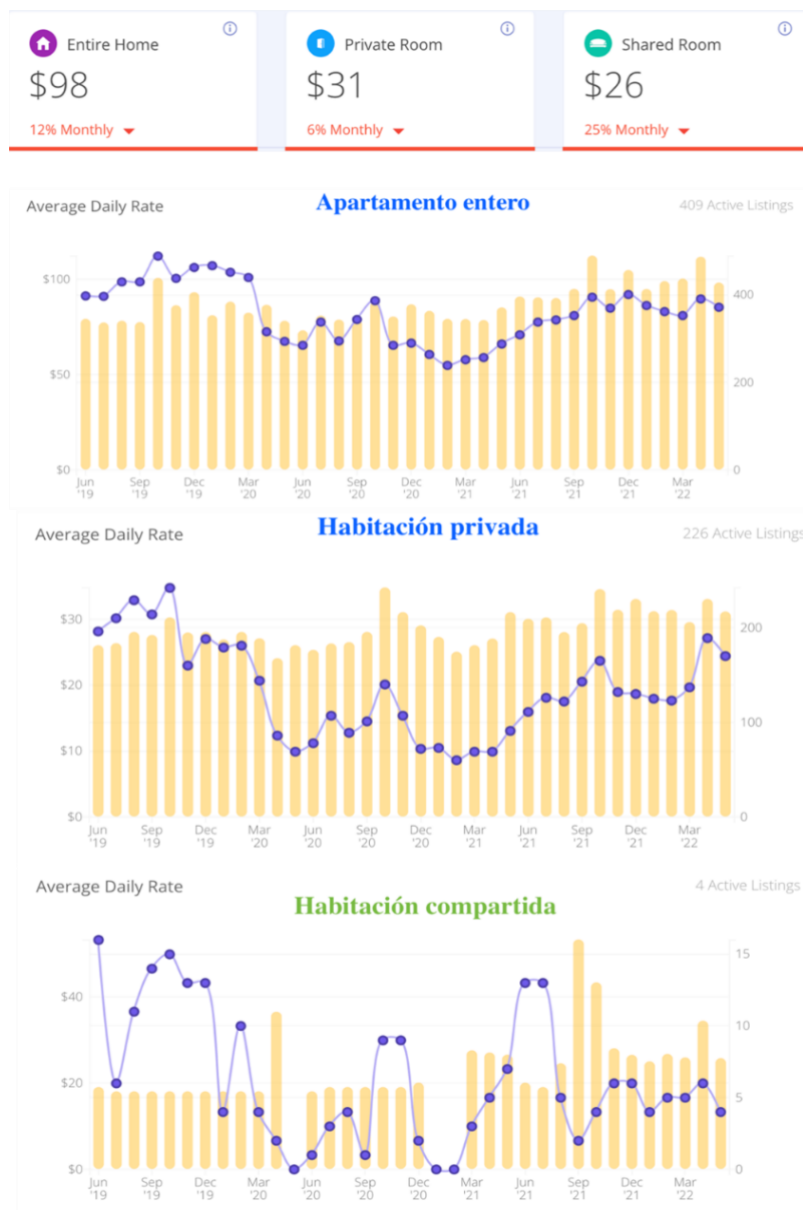 Entire Home
$98
12% Monthly
Private Room
$31
6% Monthly
Shared Room
$26
25% Monthly
Average Daily Rate
Apartamento entero
409 Active Listings
$100
$50
$0
400
200
0
Jun '19
Sep '19
Dec '19
Mar '20
Jun '20
Sep '20
Dec '20
Mar '21
Jun '21
Sep '21
Dec '21
Mar '22
Average Daily Rate
Habitación privada
226 Active Listings
$30
$20
$10
$0
200
100
0
Jun '19
Sep '19
Dec '19
Mar '20
Jun '20
Sep '20
Dec '20
Mar '21
Jun '21
Sep '21
Dec '21
Mar '22
Average Daily Rate
Habitación compartida
4 Active Listings
$40
$20
$0
15
10
5
0
Jun '19
Sep '19
Dec '19
Mar '20
Jun '20
Sep '20
Dec '20
Mar '21
Jun '21
Sep '21
Dec '21
Mar '22